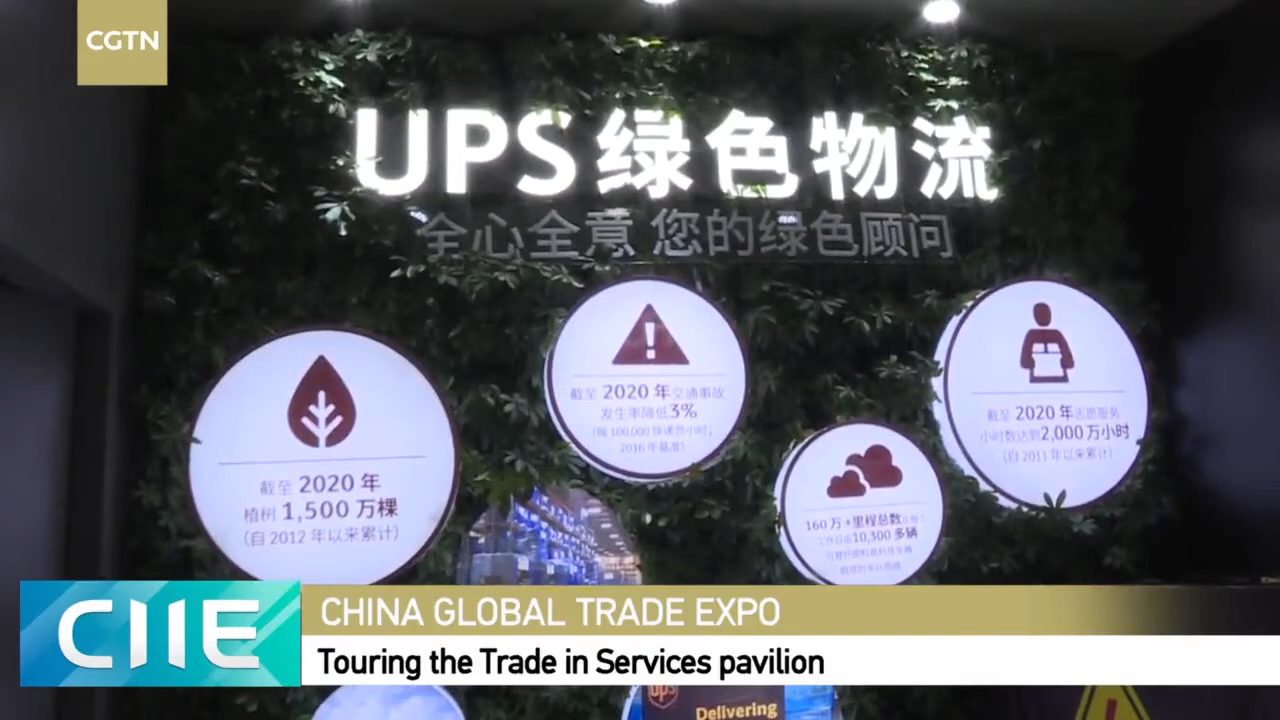 CGTN
UPS绿色物流
全心全意 您的绿色顾问
截至 2020 年
植树 1,500 万棵
(自 2012 年以来累计)
截至 2020 年交通事故
发生率降低3%
(每 100,000 快递员小时,
2016 年基准)
160 万+里程总数
10,300 多辆
截至 2020 年志愿服务
小时数达到2,000 万小时
(自 2011 年以来累计)
CIIE
CHINA GLOBAL TRADE EXPO
Touring the Trade in Services pavilion
ups
Delivering